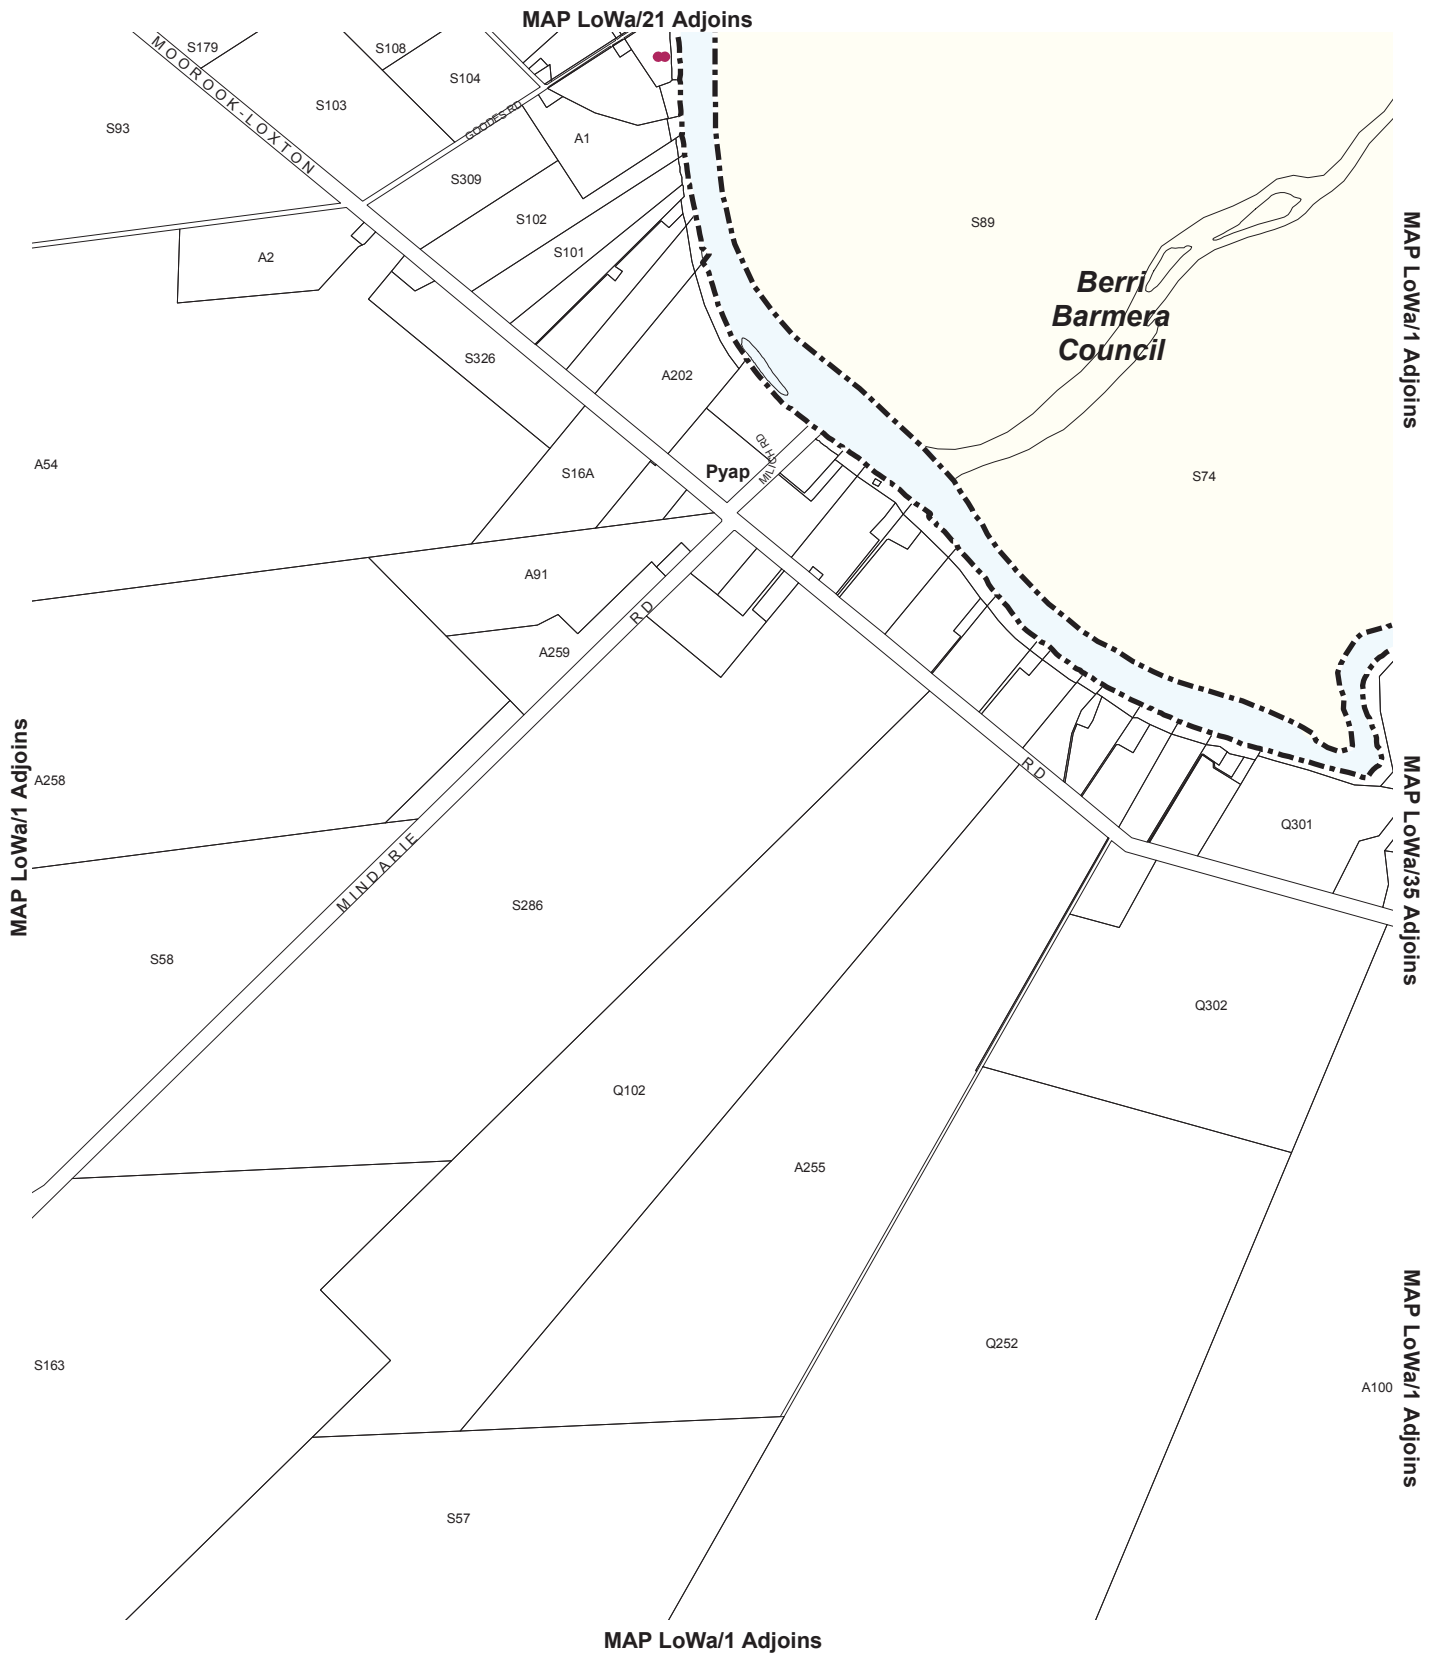 MAP LoWa/21 Adjoins
S179
S108
MOOROOK-LOXTON
S104
S103
GOODES RD
S93
A1
S309
S102
S89
S101
A2
MAP LoWa/1 Adjoins
Berri
Barmera
Council
S326
A202
A54
S16A
Pyap
S74
A91
RD
A259
MAP LoWa/1 Adjoins
A258
RD
Q301
MAP LoWa/35 Adjoins
MINDARIE
S286
S58
Q302
Q102
A255
Q252
S163
A100
MAP LoWa/1 Adjoins
S57
MAP LoWa/1 Adjoins